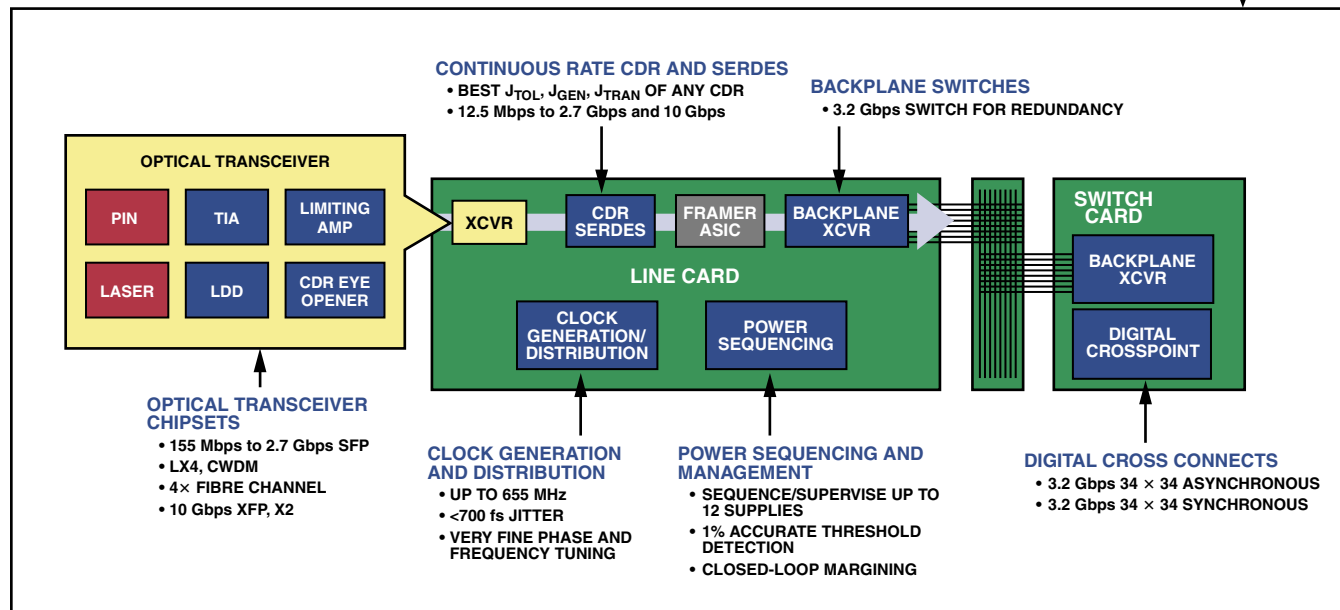 CONTINUOUS RATE CDR AND SERDES
• BEST JTOL, JGEN, JTRAN OF ANY CDR
• 12.5 Mbps to 2.7 Gbps and 10 Gbps
BACKPLANE SWITCHES
• 3.2 Gbps SWITCH FOR REDUNDANCY
OPTICAL TRANSCEIVER
PIN
TIA
LIMITING
AMP
LASER
LDD
CDR EYE
OPENER
XCVR
CDR
SERDES
FRAMER
ASIC
BACKPLANE
XCVR
LINE CARD
CLOCK
GENERATION/
DISTRIBUTION
POWER
SEQUENCING
SWITCH
CARD
BACKPLANE
XCVR
DIGITAL
CROSSPOINT
OPTICAL TRANSCEIVER
CHIPSETS
• 155 Mbps to 2.7 Gbps SFP
• LX4, CWDM
• 4× FIBRE CHANNEL
• 10 Gbps XFP, X2
CLOCK GENERATION
AND DISTRIBUTION
• UP TO 655 MHz
• <700 fs JITTER
• VERY FINE PHASE AND
FREQUENCY TUNING
POWER SEQUENCING AND
MANAGEMENT
• SEQUENCE/SUPERVISE UP TO
12 SUPPLIES
• 1% ACCURATE THRESHOLD
DETECTION
• CLOSED-LOOP MARGINING
DIGITAL CROSS CONNECTS
• 3.2 Gbps 34 × 34 ASYNCHRONOUS
• 3.2 Gbps 34 × 34 SYNCHRONOUS